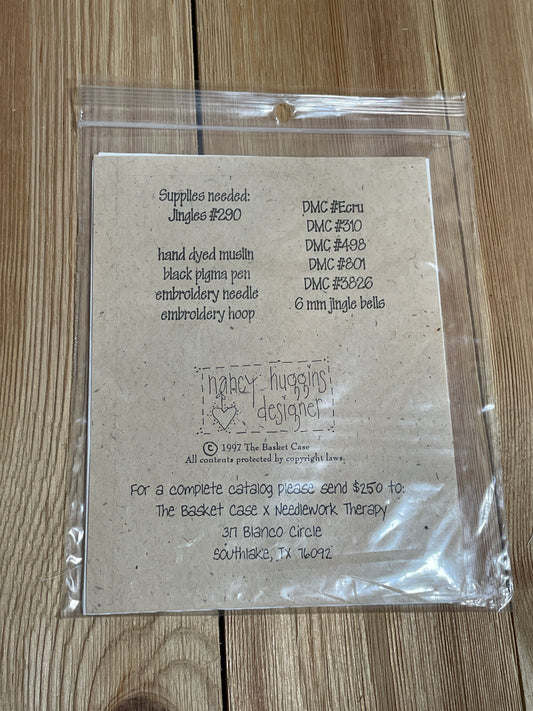 Supplies needed:
Jingles #290
hand dyed muslin
black pigma pen
embroidery needle
embroidery hoop
DMC #Ecru
DMC #310
DMC #498
DMC #801
DMC #3826
6 mm jingle bells
nancy huggins
designer
© 1997 The Basket Case
All contents protected by copyright laws.
For a complete catalog please send $2.50 to:
The Basket Case x Needlework Therapy
317 Blanco Circle
Southlake, TX 76092